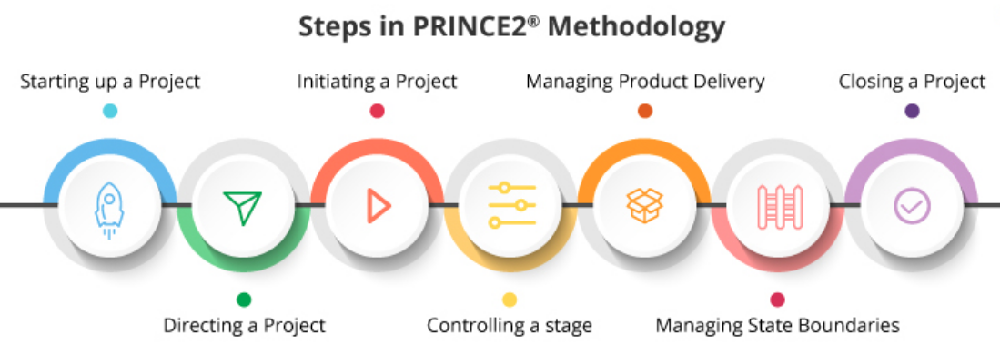 Steps in PRINCE2® Methodology
Starting up a Project
Directing a Project
Initiating a Project
Controlling a stage
Managing Product Delivery
Managing State Boundaries
Closing a Project